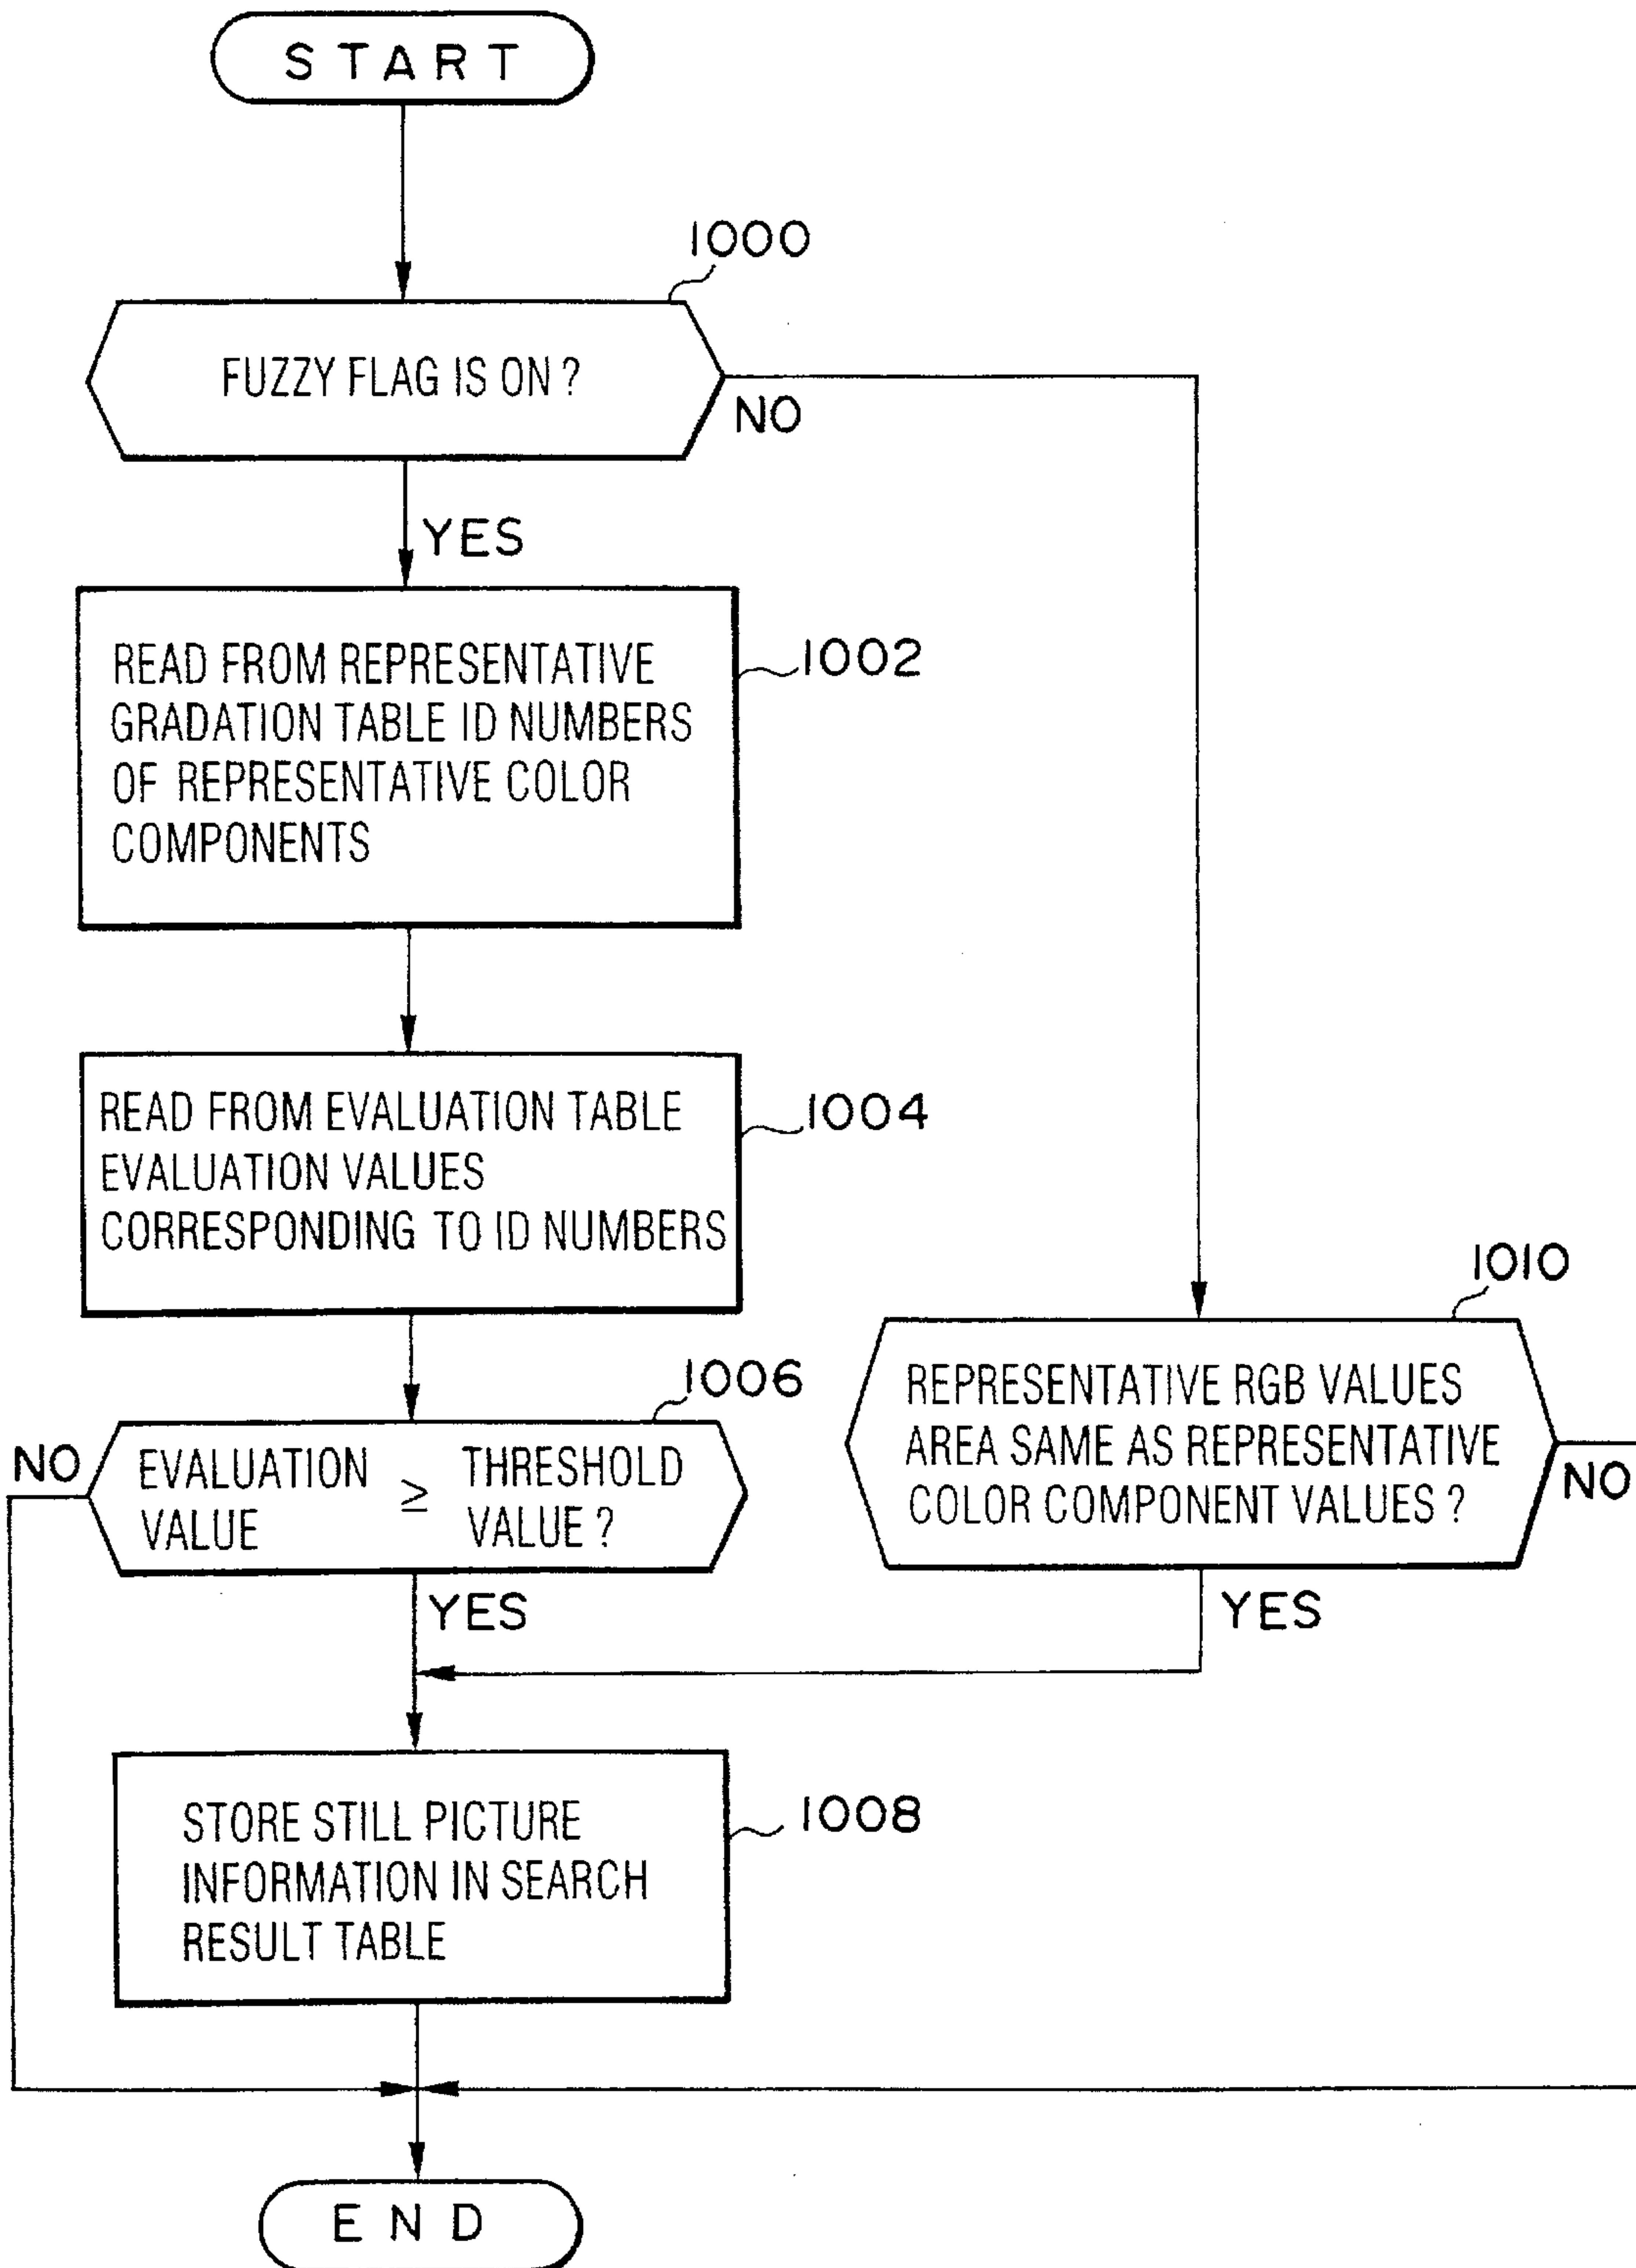 START
1000
FUZZY FLAG IS ON ?
NO
YES
READ FROM REPRESENTATIVE
GRADATION TABLE ID NUMBERS
OF REPRESENTATIVE COLOR
COMPONENTS
1002
READ FROM EVALUATION TABLE
EVALUATION VALUES
CORRESPONDING TO ID NUMBERS
1004
1006
NO
EVALUATION ≥ THRESHOLD
VALUE VALUE ?
YES
1010
REPRESENTATIVE RGB VALUES
AREA SAME AS REPRESENTATIVE
COLOR COMPONENT VALUES ?
NO
YES
STORE STILL PICTURE
INFORMATION IN SEARCH
RESULT TABLE
1008
END